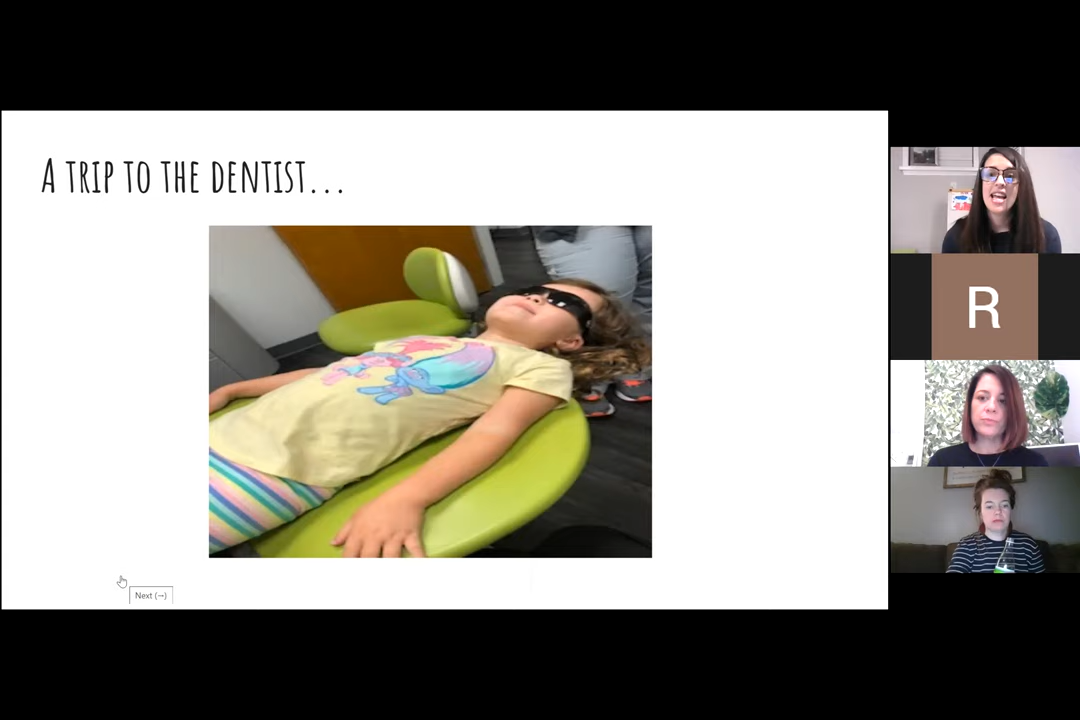 A TRIP TO THE DENTIST...
R
Next (→)